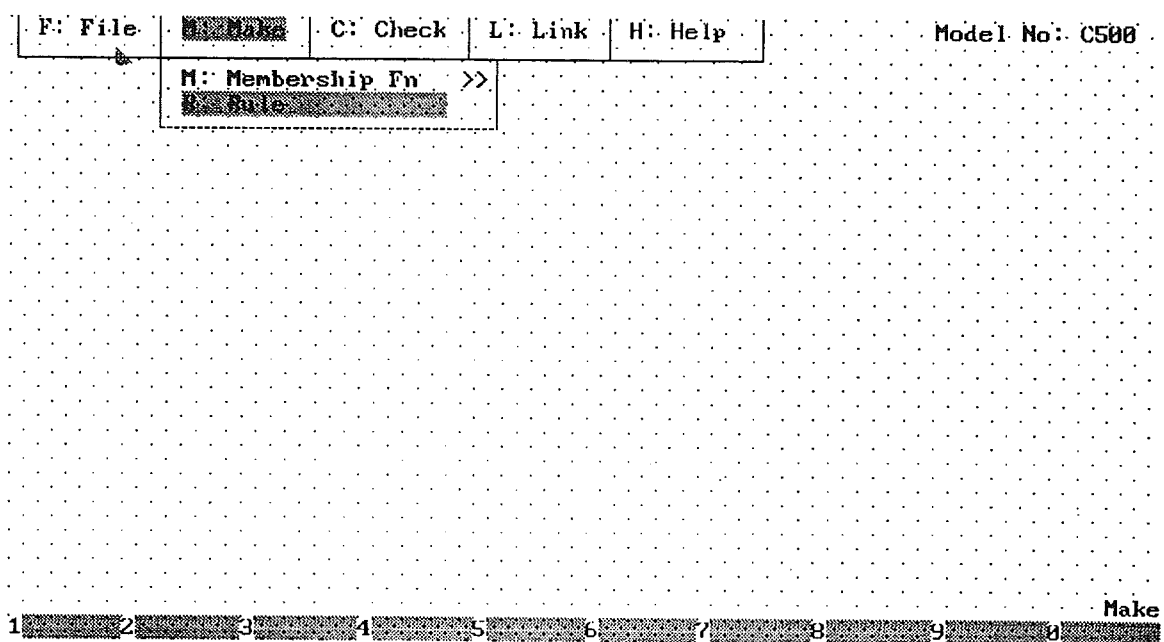 F: File M: Make C: Check L: Link H: Help Model No: C500
M: Membership Fn >>
R: Rule
Make
1 2 3 4 5 6 7 8 9 0